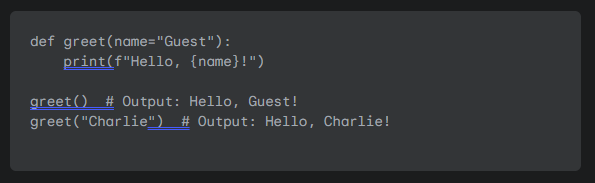 def greet(name="Guest"):
    print(f"Hello, {name}!")
greet()  # Output: Hello, Guest!
greet("Charlie")  # Output: Hello, Charlie!